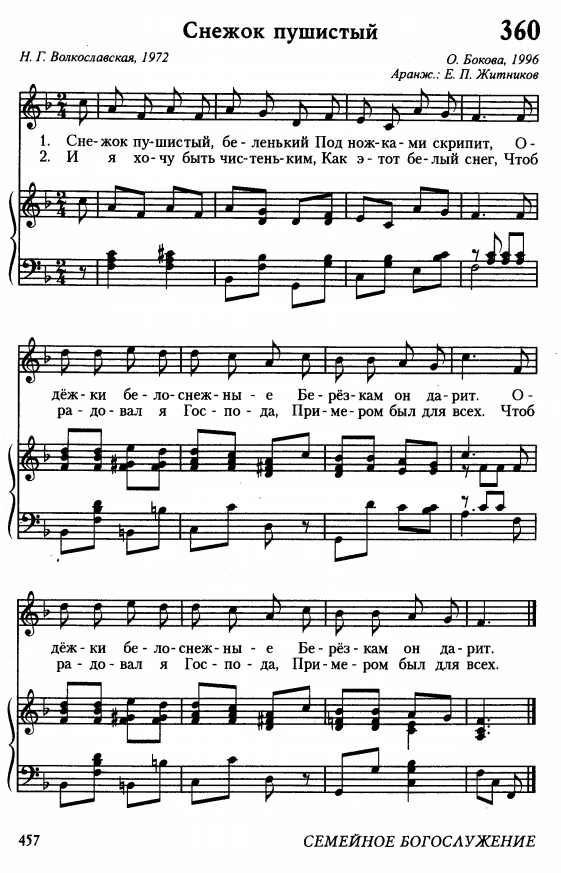 Снежок пушистый 360
Н. Г. Волкославская, 1972 О. Бокова, 1996
Аранж.: Е. П. Житников
1. Сне- жок пу-шистый, бе - ленький Под нож-ка - ми скрипит, О-
2. И я хо-чу быть чис-тень-ким, Как э-тот бе-лый снег, Чтоб
дёж-ки бе-ло-снеж-ны - е Бе-рёз-кам он да-рит. О-
ра - до-вал я Гос-по-да, При-ме-ром был для всех. Чтоб
дёж-ки бе-ло-снеж-ны - е Бе-рёз-кам он да-рит.
ра - до-вал я Гос-по-да, При-ме-ром был для всех.
457 СЕМЕЙНОЕ БОГОСЛУЖЕНИЕ